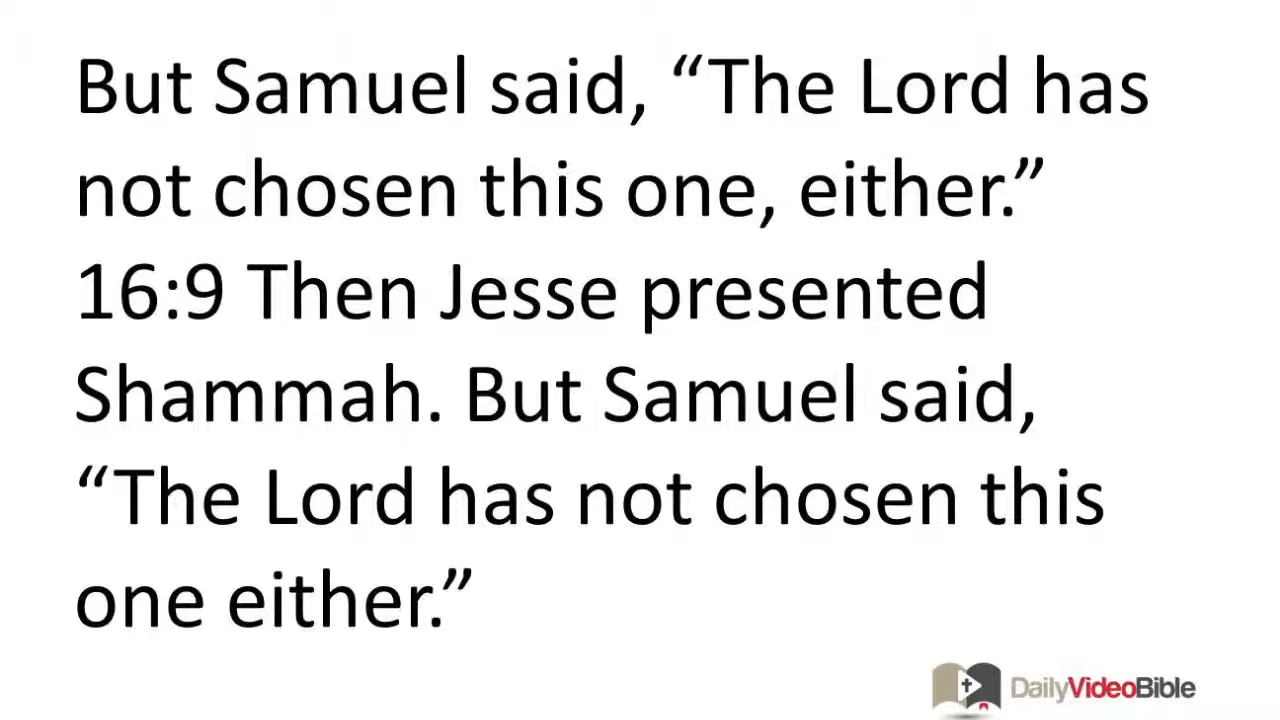 But Samuel said, “The Lord has
not chosen this one, either.”
16:9 Then Jesse presented
Shammah. But Samuel said,
“The Lord has not chosen this
one either.”
DailyVideoBible